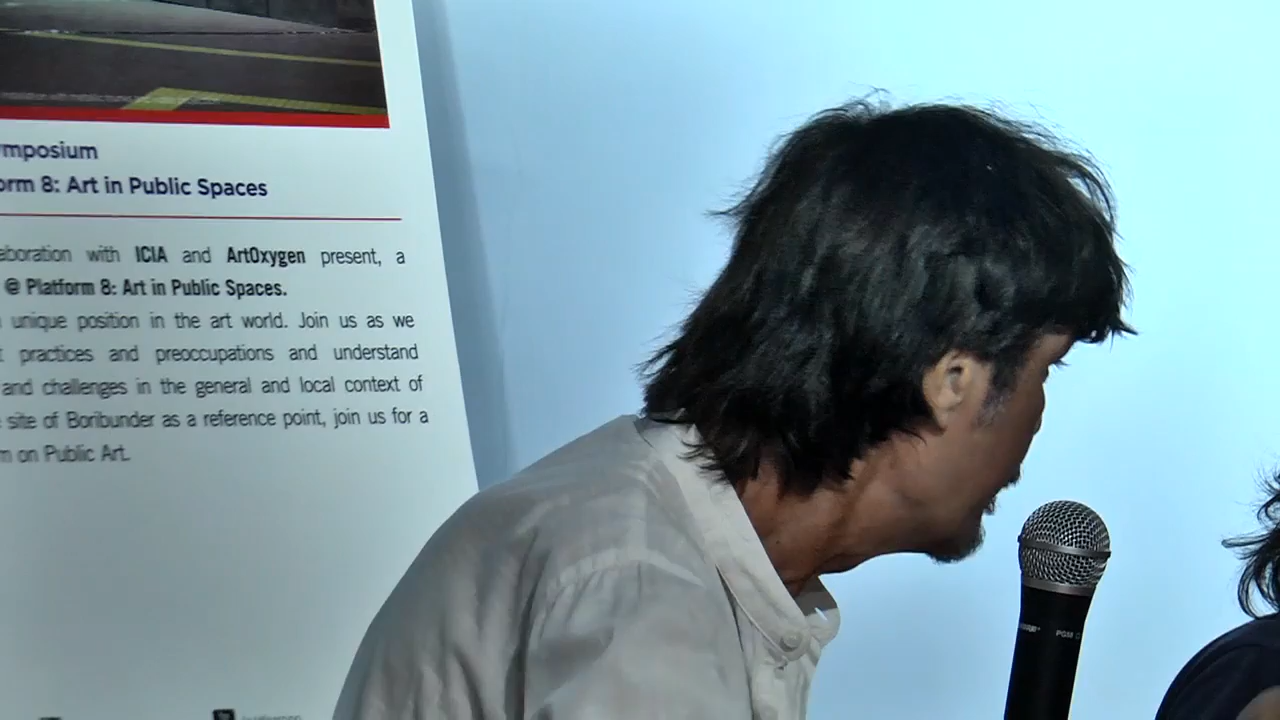 mposium
orm 8: Art in Public Spaces
aboration with ICIA and ArtOxygen present, a
@ Platform 8: Art in Public Spaces.
unique position in the art world. Join us as we
practices and preoccupations and understand
and challenges in the general and local context of
site of Boribunder as a reference point, join us for a
on Public Art.
PGM